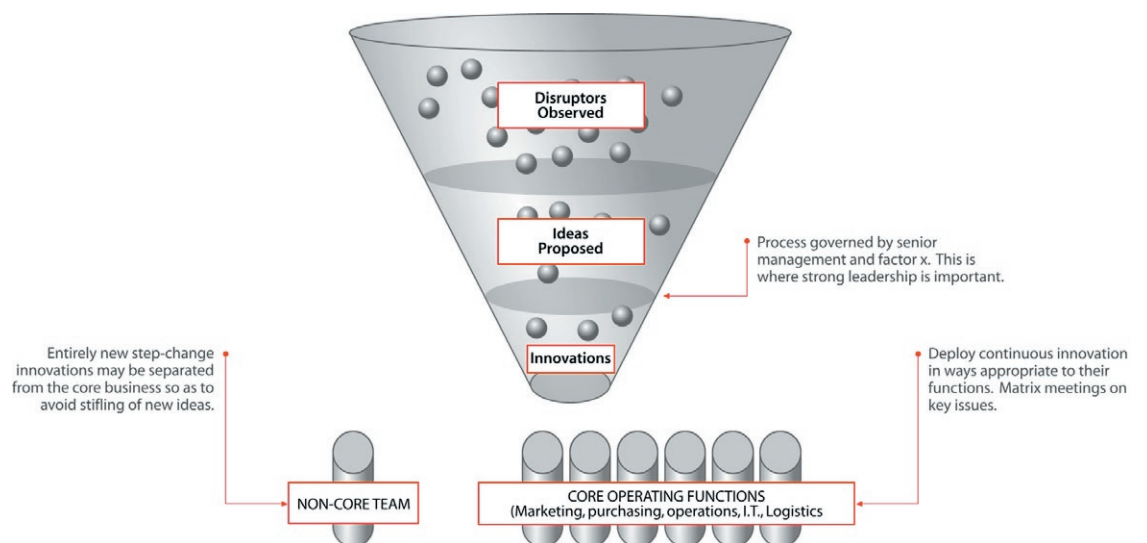 Disruptors
Observed
Ideas
Proposed
Process governed by senior
management and factor x. This is
where strong leadership is important.
Innovations
Entirely new step-change
innovations may be separated
from the core business so as to
avoid stifling of new ideas.
Deploy continuous innovation
in ways appropriate to their
functions. Matrix meetings on
key issues.
NON-CORE TEAM
CORE OPERATING FUNCTIONS
(Marketing, purchasing, operations, I.T., Logistics